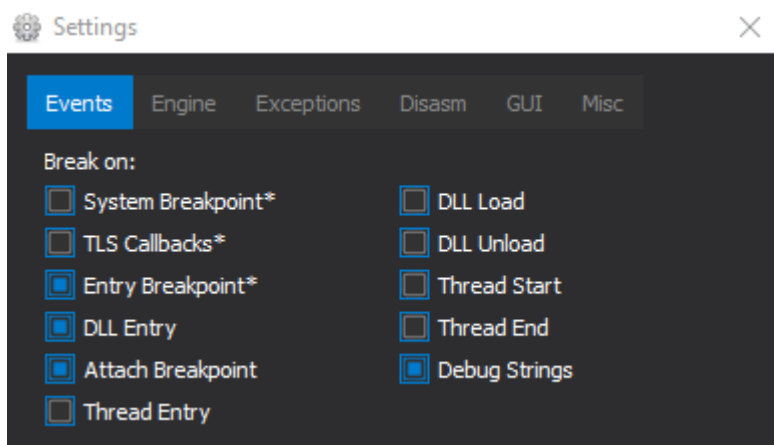 Settings
Events Engine Exceptions Disasm GUI Misc
Break on:
System Breakpoint*
TLS Callbacks*
Entry Breakpoint*
DLL Entry
Attach Breakpoint
Thread Entry
DLL Load
DLL Unload
Thread Start
Thread End
Debug Strings